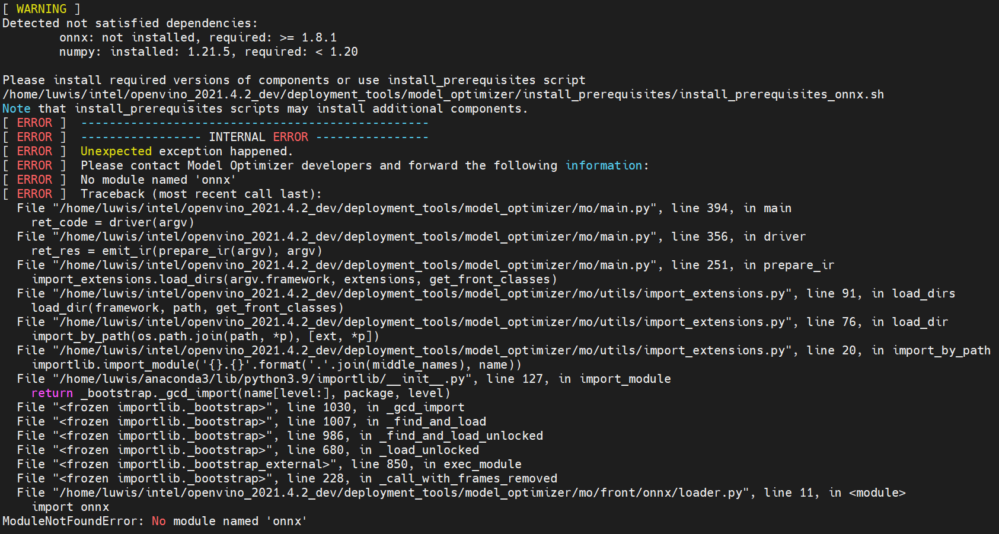 [ WARNING ]
Detected not satisfied dependencies:
        onnx: not installed, required: >= 1.8.1
        numpy: installed: 1.21.5, required: < 1.20

Please install required versions of components or use install_prerequisites script
/home/luwis/intel/openvino_2021.4.2_dev/deployment_tools/model_optimizer/install_prerequisites/install_prerequisites_onnx.sh
Note that install_prerequisites scripts may install additional components.
[ ERROR ]  -------------------------------------------------
[ ERROR ]  ----------------- INTERNAL ERROR ----------------
[ ERROR ]  Unexpected exception happened.
[ ERROR ]  Please contact Model Optimizer developers and forward the following information:
[ ERROR ]  No module named 'onnx'
[ ERROR ]  Traceback (most recent call last):
  File "/home/luwis/intel/openvino_2021.4.2_dev/deployment_tools/model_optimizer/mo/main.py", line 394, in main
    ret_code = driver(argv)
  File "/home/luwis/intel/openvino_2021.4.2_dev/deployment_tools/model_optimizer/mo/main.py", line 356, in driver
    ret_res = emit_ir(prepare_ir(argv), argv)
  File "/home/luwis/intel/openvino_2021.4.2_dev/deployment_tools/model_optimizer/mo/main.py", line 251, in prepare_ir
    import_extensions.load_dirs(argv.framework, extensions, get_front_classes)
  File "/home/luwis/intel/openvino_2021.4.2_dev/deployment_tools/model_optimizer/mo/utils/import_extensions.py", line 91, in load_dirs
    load_dir(framework, path, get_front_classes)
  File "/home/luwis/intel/openvino_2021.4.2_dev/deployment_tools/model_optimizer/mo/utils/import_extensions.py", line 76, in load_dir
    import_by_path(os.path.join(path, *p), [ext, *p])
  File "/home/luwis/intel/openvino_2021.4.2_dev/deployment_tools/model_optimizer/mo/utils/import_extensions.py", line 20, in import_by_path
    importlib.import_module('{}.{}'.format('.'.join(middle_names), name))
  File "/home/luwis/anaconda3/lib/python3.9/importlib/__init__.py", line 127, in import_module
    return _bootstrap._gcd_import(name[level:], package, level)
  File "<frozen importlib._bootstrap>", line 1030, in _gcd_import
  File "<frozen importlib._bootstrap>", line 1007, in _find_and_load
  File "<frozen importlib._bootstrap>", line 986, in _find_and_load_unlocked
  File "<frozen importlib._bootstrap>", line 680, in _load_unlocked
  File "<frozen importlib._bootstrap_external>", line 850, in exec_module
  File "<frozen importlib._bootstrap>", line 228, in _call_with_frames_removed
  File "/home/luwis/intel/openvino_2021.4.2_dev/deployment_tools/model_optimizer/mo/front/onnx/loader.py", line 11, in <module>
    import onnx
ModuleNotFoundError: No module named 'onnx'